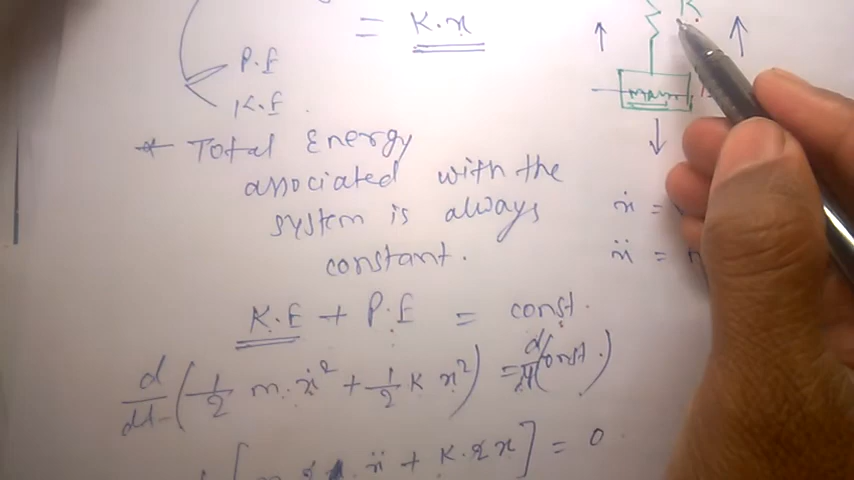 = K.x
K
P.E
K.E.
* Total Energy
associated with the
system is always
constant.
ẋ =
ẍ =
K.E + P.E = const.
d/dt (1/2 m.ẋ² + 1/2 K x²) = d/dt (const.)
ẍ + K.2x] = 0